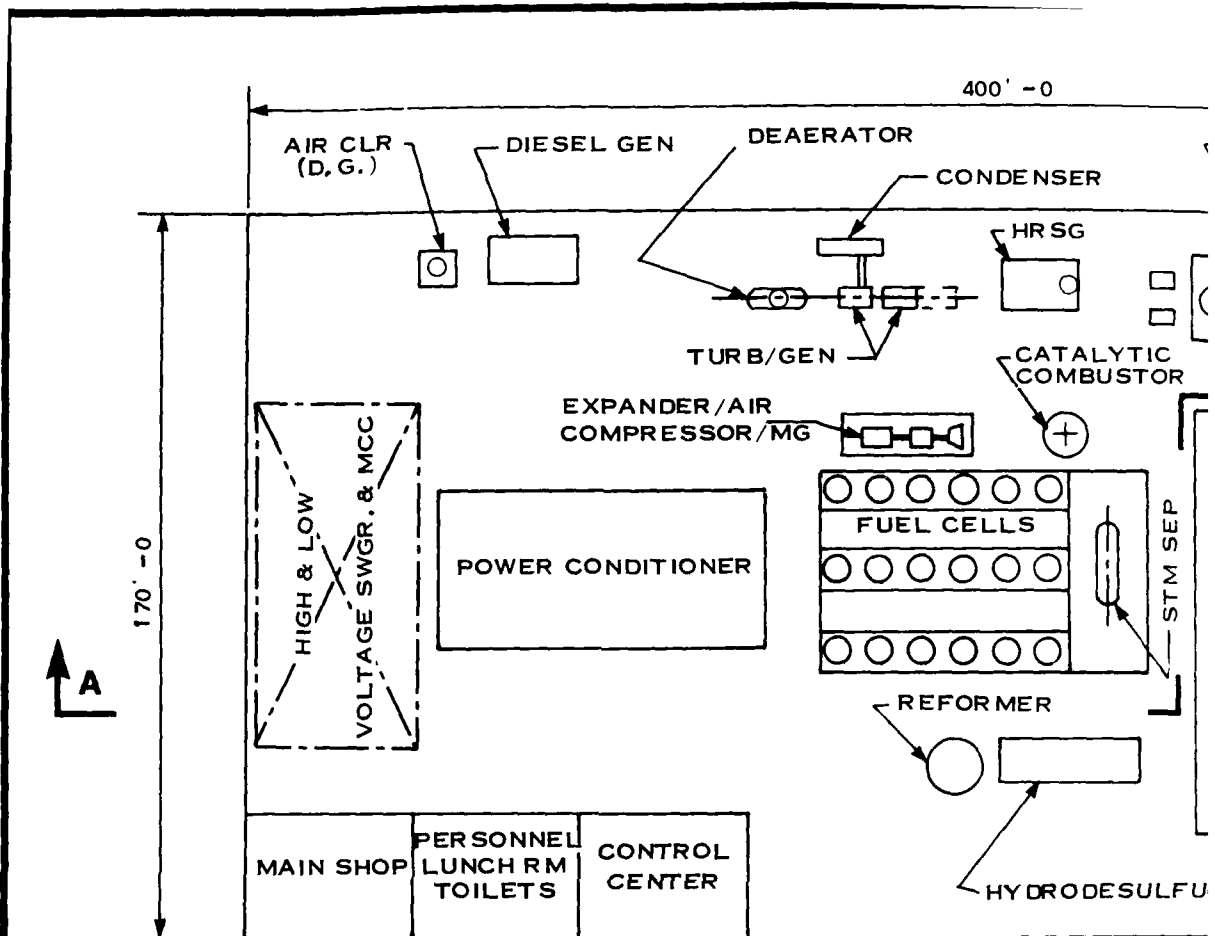 400' -0
AIR CLR
(D.G.)
DIESEL GEN
DEAERATOR
CONDENSER
HRSG
TURB/GEN
CATALYTIC
COMBUSTOR
EXPANDER/AIR
COMPRESSOR/MG
HIGH & LOW
VOLTAGE SWGR. & MCC
POWER CONDITIONER
FUEL CELLS
STM SEP
170' -0
A
REFORMER
MAIN SHOP
PERSONNEL
LUNCH RM
TOILETS
CONTROL
CENTER
HYDRODESULFU